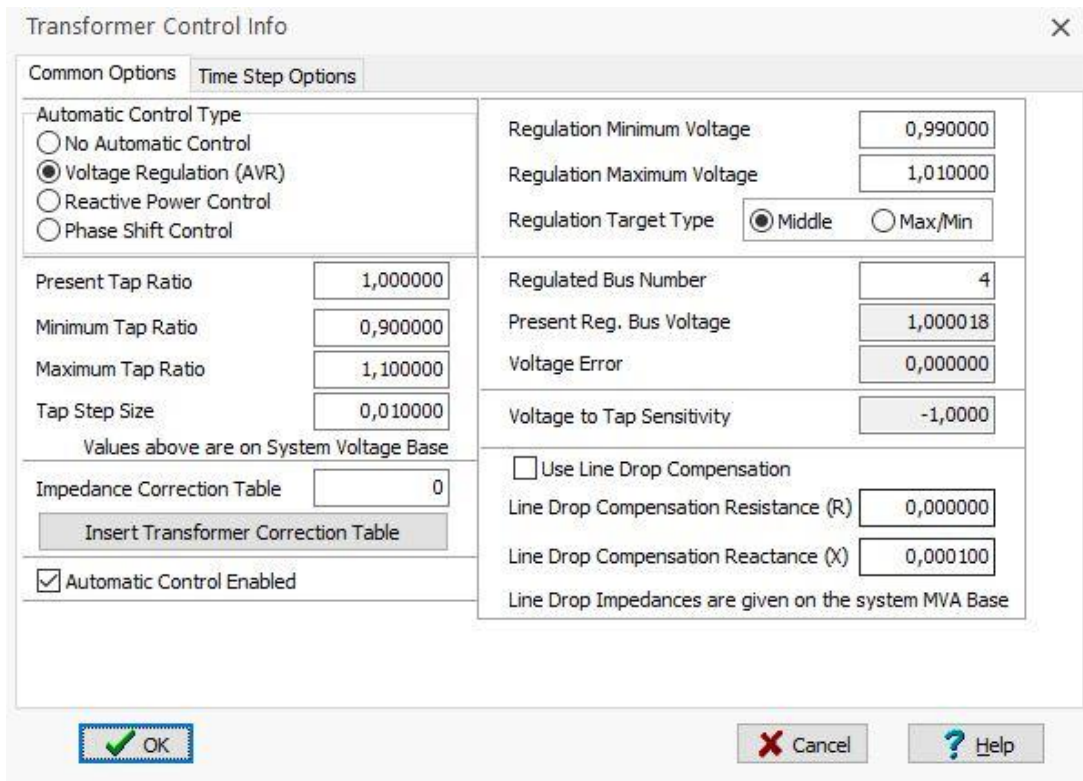 Transformer Control Info
Common Options
Time Step Options
Automatic Control Type
No Automatic Control
Voltage Regulation (AVR)
Reactive Power Control
Phase Shift Control
Present Tap Ratio 1,000000
Minimum Tap Ratio 0,900000
Maximum Tap Ratio 1,100000
Tap Step Size 0,010000
Values above are on System Voltage Base
Impedance Correction Table 0
Insert Transformer Correction Table
Automatic Control Enabled
Regulation Minimum Voltage 0,990000
Regulation Maximum Voltage 1,010000
Regulation Target Type Middle Max/Min
Regulated Bus Number 4
Present Reg. Bus Voltage 1,000018
Voltage Error 0,000000
Voltage to Tap Sensitivity -1,0000
Use Line Drop Compensation
Line Drop Compensation Resistance (R) 0,000000
Line Drop Compensation Reactance (X) 0,000100
Line Drop Impedances are given on the system MVA Base
OK
Cancel
? Help